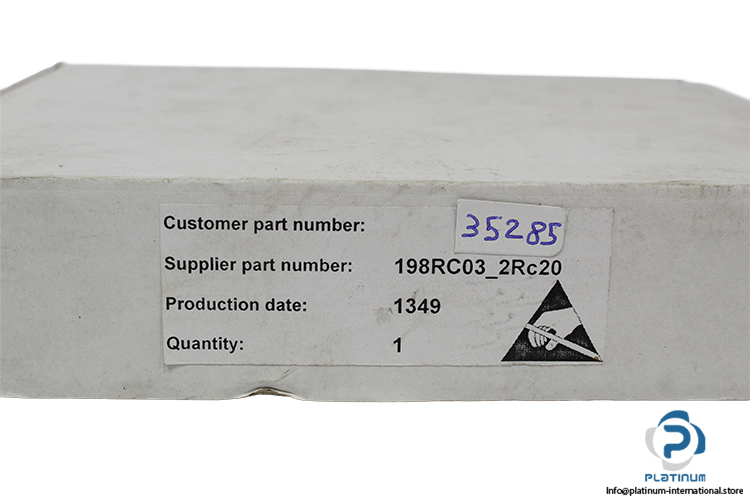 Customer part number: 35285
Supplier part number: 198RC03_2Rc20
Production date: 1349
Quantity: 1
PLATINUM
Info@platinum-international.store